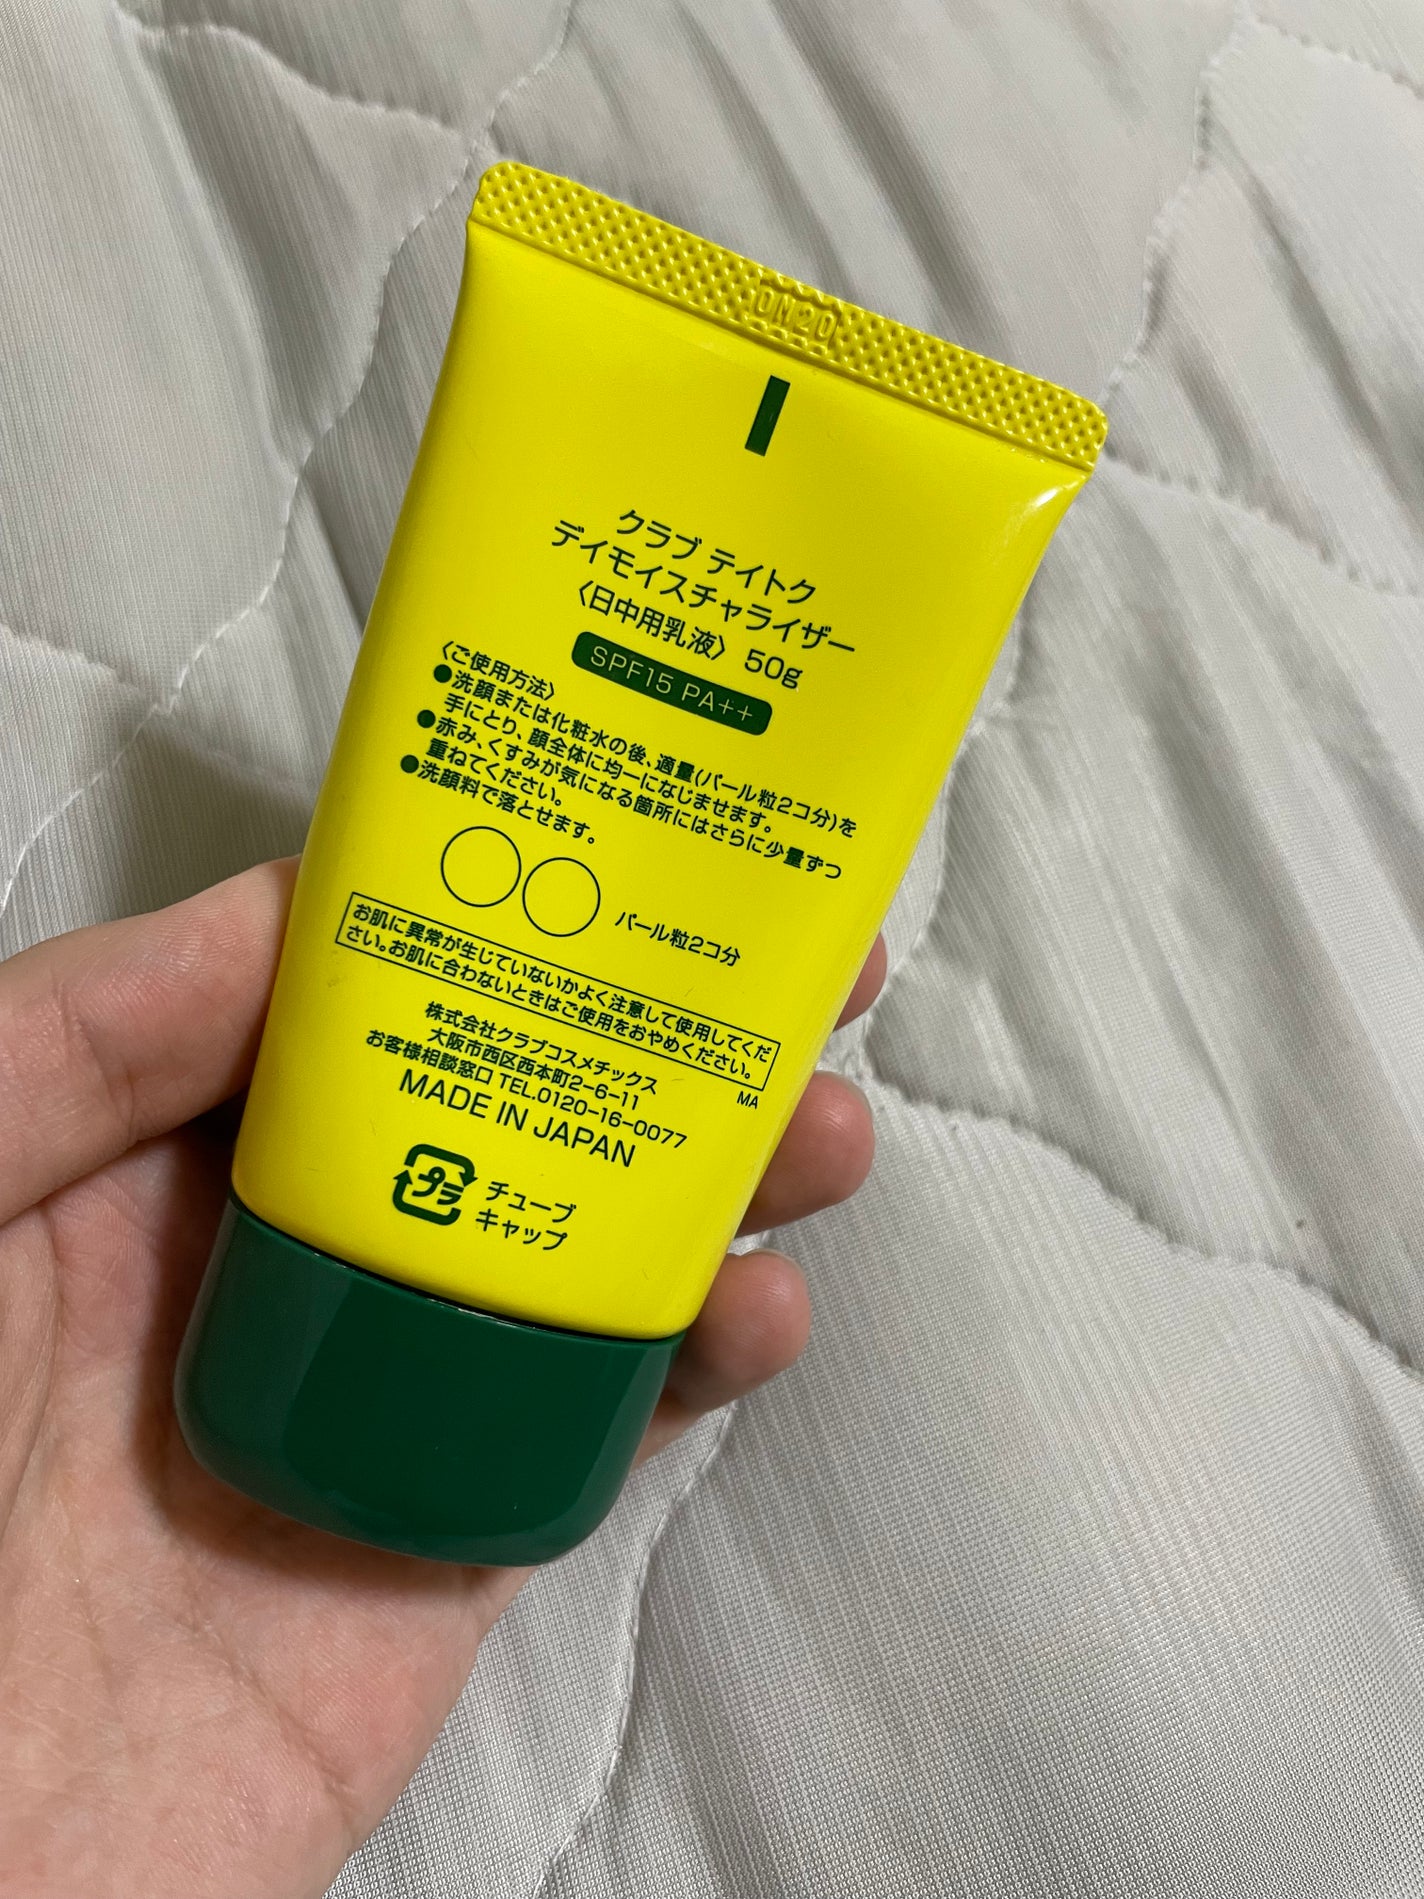 0M20
クラブ テイトク
デイモイスチャライザー
〈日中用乳液〉 50g
SPF15 PA++
〈ご使用方法〉
●洗顔または化粧水の後、適量(パール粒2コ分)を
手にとり、顔全体に均一になじませます。
●赤み、くすみが気になる箇所にはさらに少量ずつ
重ねてください。
●洗顔料で落とせます。
パール粒2コ分
お肌に異常が生じていないかよく注意して使用してくだ
さい。お肌に合わないときはご使用をおやめください。
株式会社クラブコスメチックス
大阪市西区西本町2-6-11
MA
お客様相談窓口 TEL.0120-16-0077
MADE IN JAPAN
プラ
チューブ
キャップ